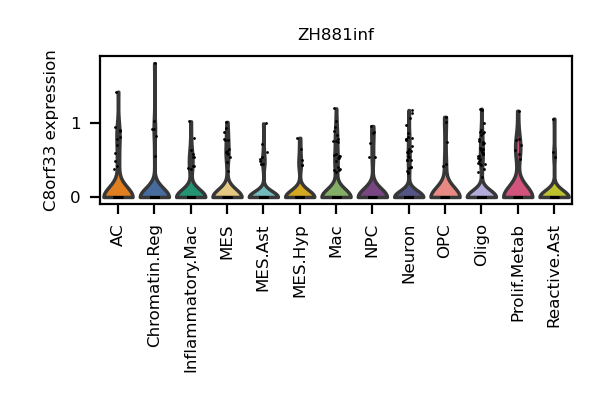 ZH881inf
C8orf33 expression
1
0
AC
Chromatin.Reg
Inflammatory.Mac
MES
MES.Ast
MES.Hyp
Mac
NPC
Neuron
OPC
Oligo
Prolif.Metab
Reactive.Ast